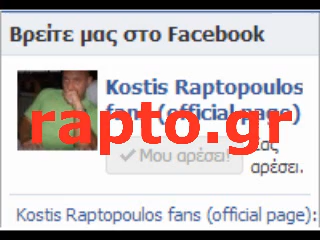 Βρείτε μας στο Facebook
Kostis Raptopoulos
fans (official page)
rapto.gr
Μου αρέσει!
σας
αρέσει.
Kostis Raptopoulos fans (official page):